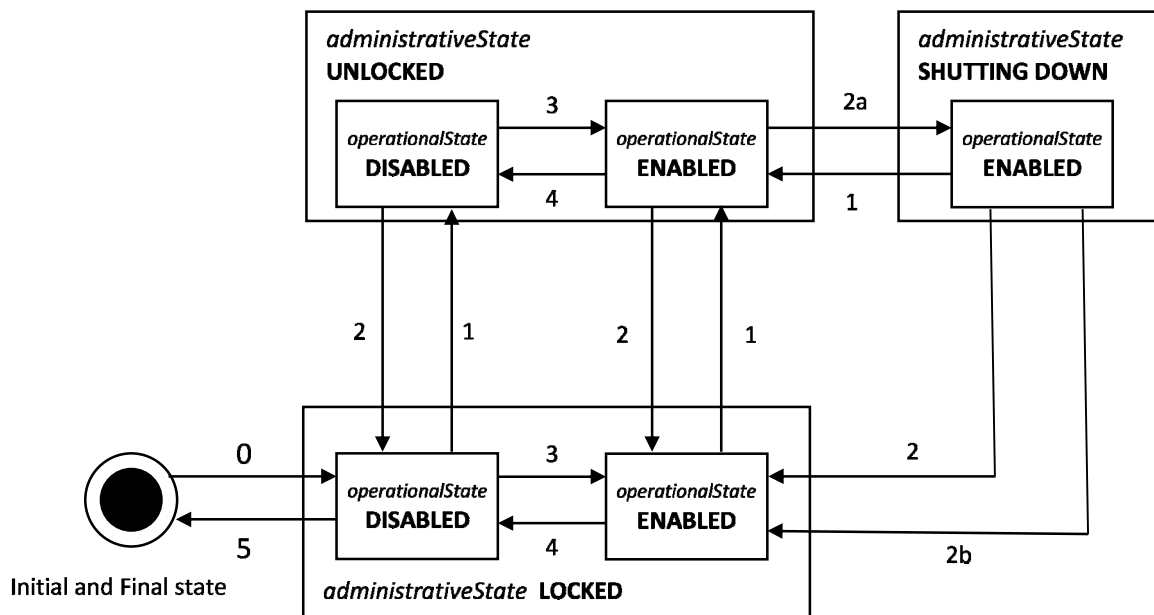 administrativeState
UNLOCKED
administrativeState
SHUTTING DOWN
3
2a
operationalState
DISABLED
operationalState
ENABLED
operationalState
ENABLED
4
1
2
1
2
1
0
3
2
operationalState
DISABLED
operationalState
ENABLED
5
4
2b
Initial and Final state
administrativeState LOCKED